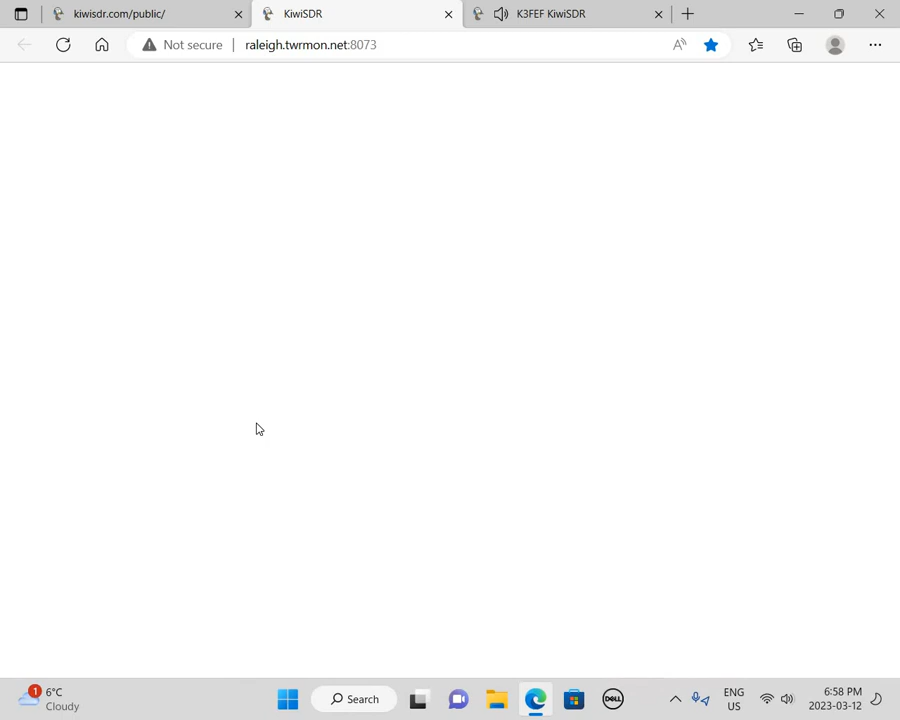 kiwisdr.com/public/
KiwiSDR
K3FEF KiwiSDR
Not secure
raleigh.twrmon.net:8073
1
6°C
Cloudy
Search
DELL
ENG
US
6:58 PM
2023-03-12